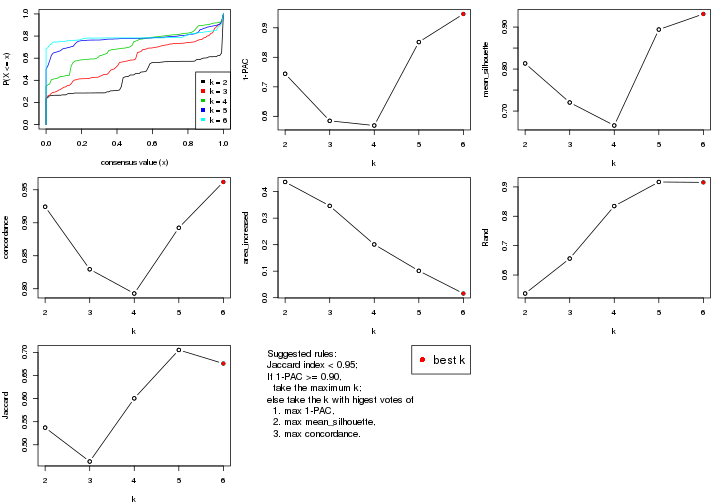 P(X <= x)
0.0 0.2 0.4 0.6 0.8 1.0
k = 2
k = 3
k = 4
k = 5
k = 6
0.0 0.2 0.4 0.6 0.8 1.0
consensus value (x)
1-PAC
0.6 0.7 0.8 0.9
2 3 4 5 6
k
mean_silhouette
0.70 0.80 0.90
2 3 4 5 6
k
concordance
0.80 0.85 0.90 0.95
2 3 4 5 6
k
area_increased
0.0 0.1 0.2 0.3 0.4
2 3 4 5 6
k
Rand
0.6 0.7 0.8 0.9
2 3 4 5 6
k
Jaccard
0.50 0.55 0.60 0.65 0.70
2 3 4 5 6
k
Suggested rules:
Jaccard index < 0.95;
If 1-PAC >= 0.90,
take the maximum k;
else take the k with higest votes of
1. max 1-PAC,
2. max mean_silhouette,
3. max concordance.
best k